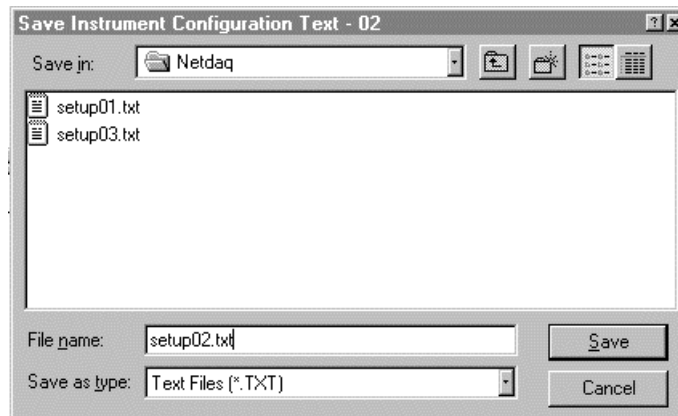 Save Instrument Configuration Text - 02
Save in: Netdaq
setup01.txt
setup03.txt
File name: setup02.txt
Save
Save as type: Text Files (*.TXT)
Cancel